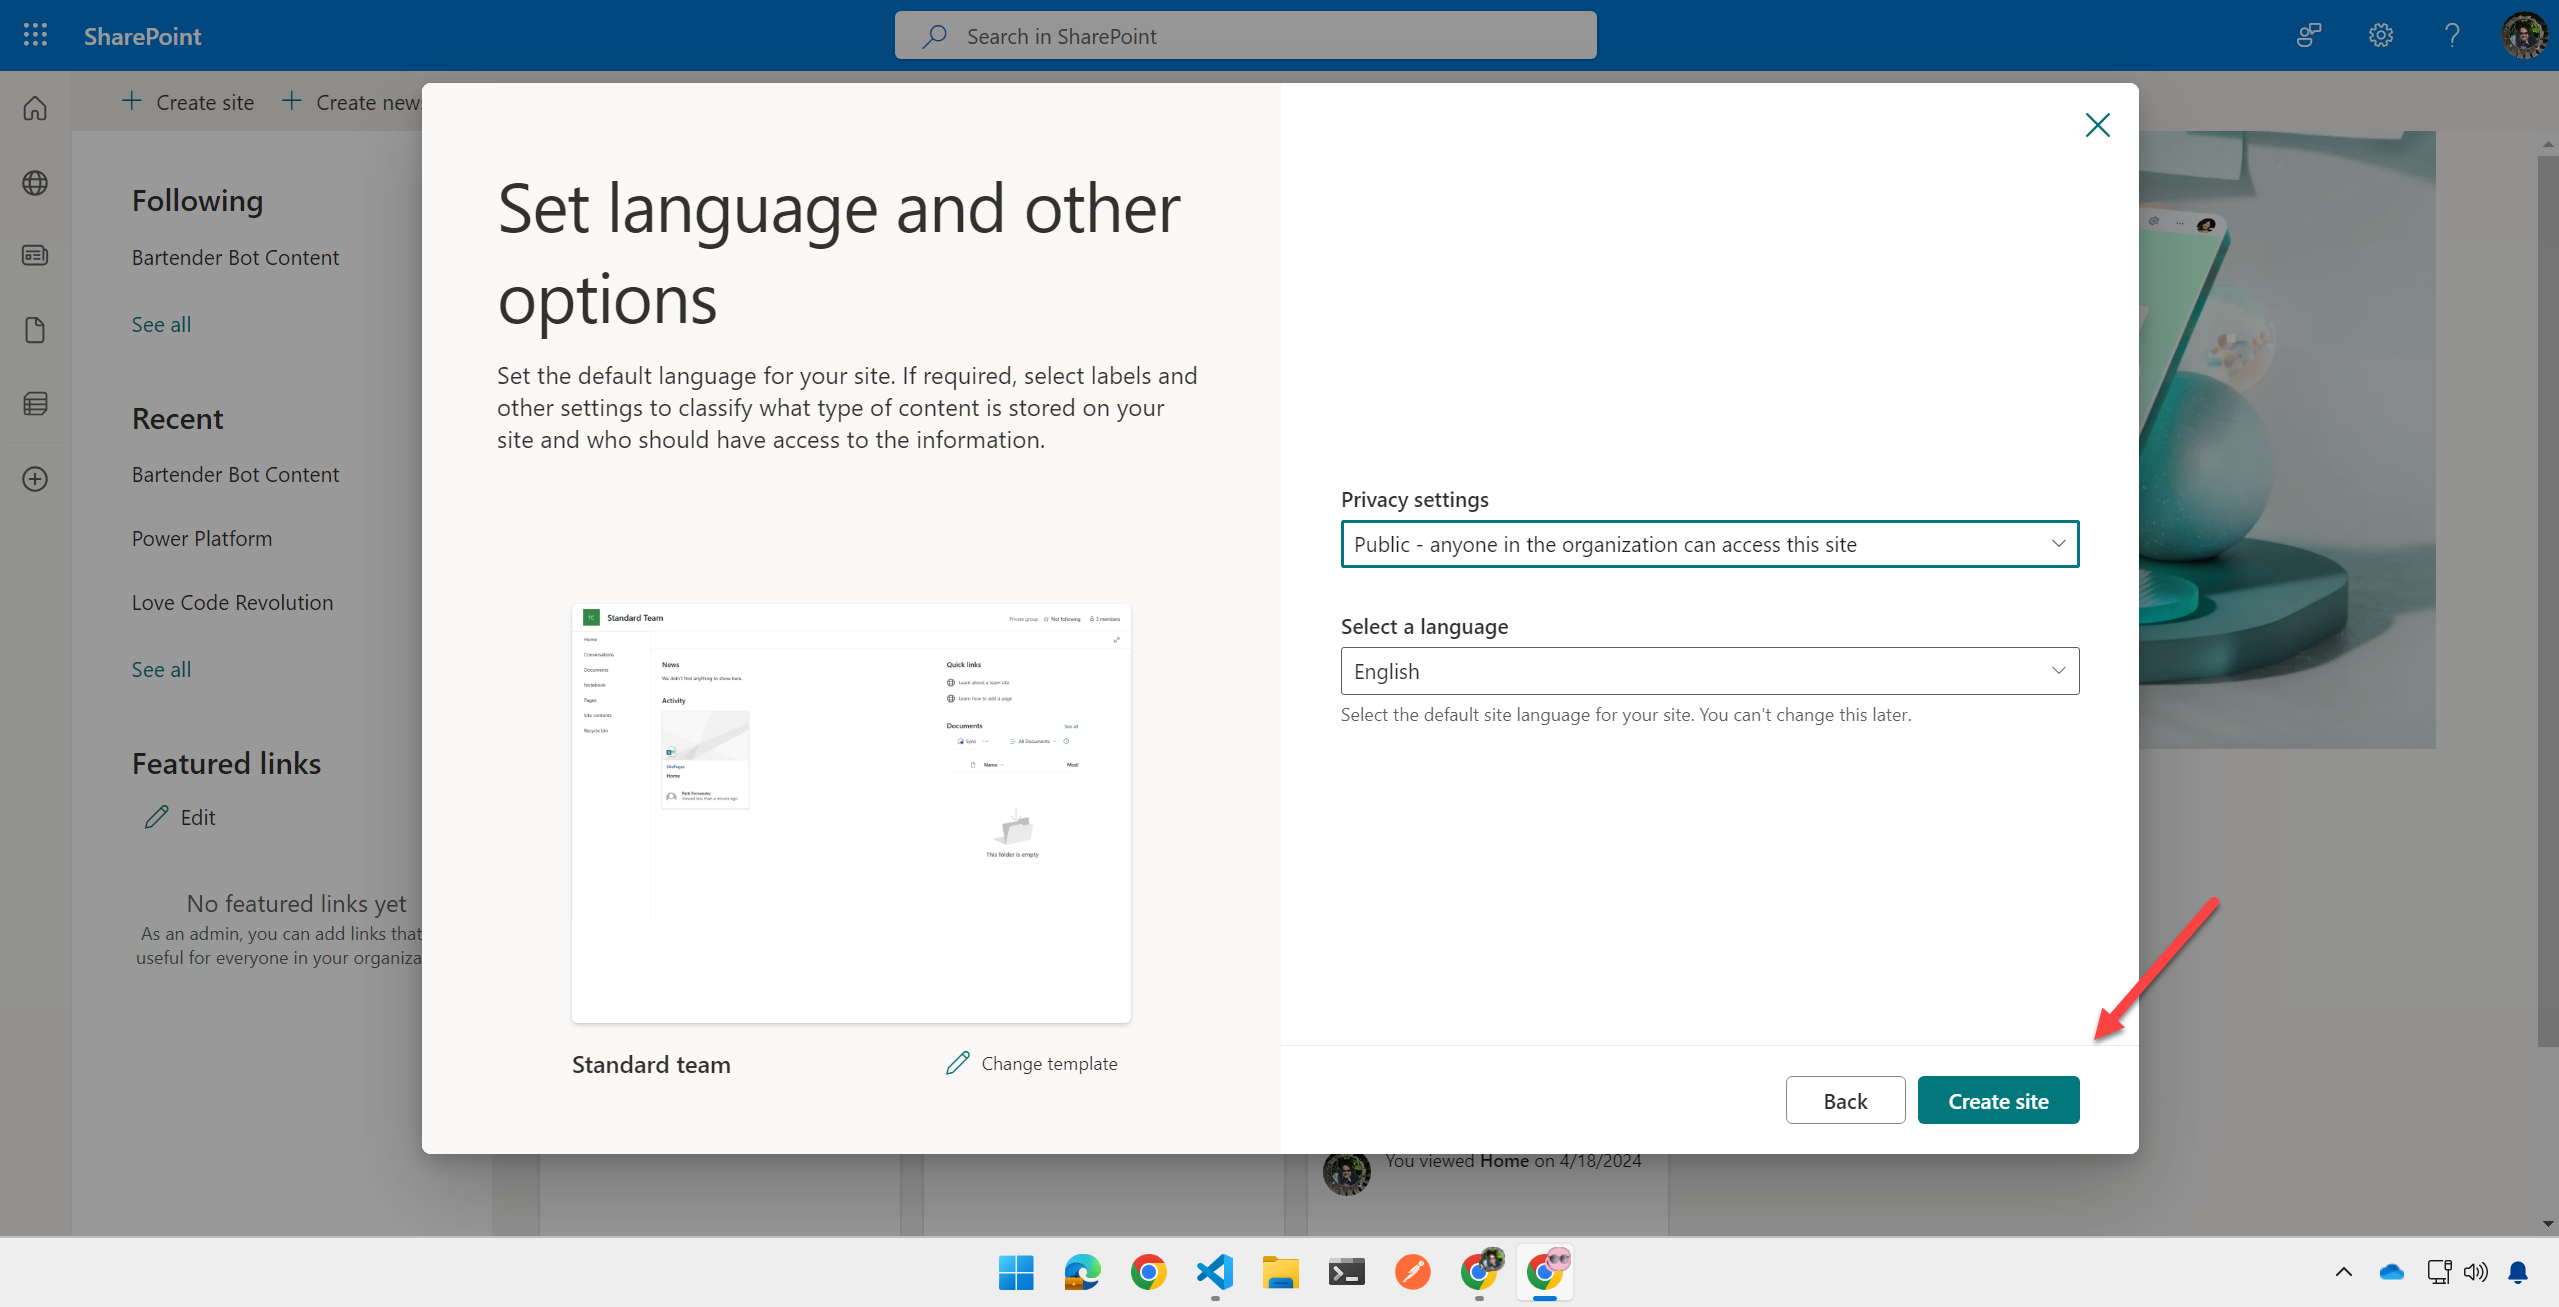 SharePoint
Search in SharePoint
Create site
Create new
Following
Bartender Bot Content
See all
Recent
Bartender Bot Content
Power Platform
Love Code Revolution
See all
Featured links
Edit
No featured links yet
As an admin, you can add links that
useful for everyone in your organiza
Set language and other
options
Set the default language for your site. If required, select labels and
other settings to classify what type of content is stored on your
site and who should have access to the information.
TC
Standard Team
Private group
Not following
2 members
Home
Conversations
Documents
Notebook
Pages
Site contents
Recycle bin
News
We didn't find anything to show here.
Activity
SitePages
Home
Patti Fernandez
Viewed less than a minute ago
Quick links
Learn about a team site
Learn how to add a page
Documents
See all
Sync
All Documents
Name
Modi
This folder is empty
Standard team
Change template
Privacy settings
Public - anyone in the organization can access this site
Select a language
English
Select the default site language for your site. You can't change this later.
Back
Create site
You viewed Home on 4/18/2024